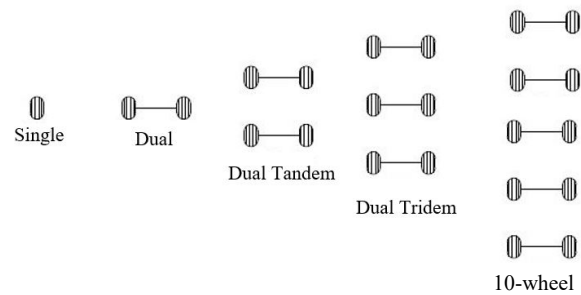 Single
Dual
Dual Tandem
Dual Tridem
10-wheel